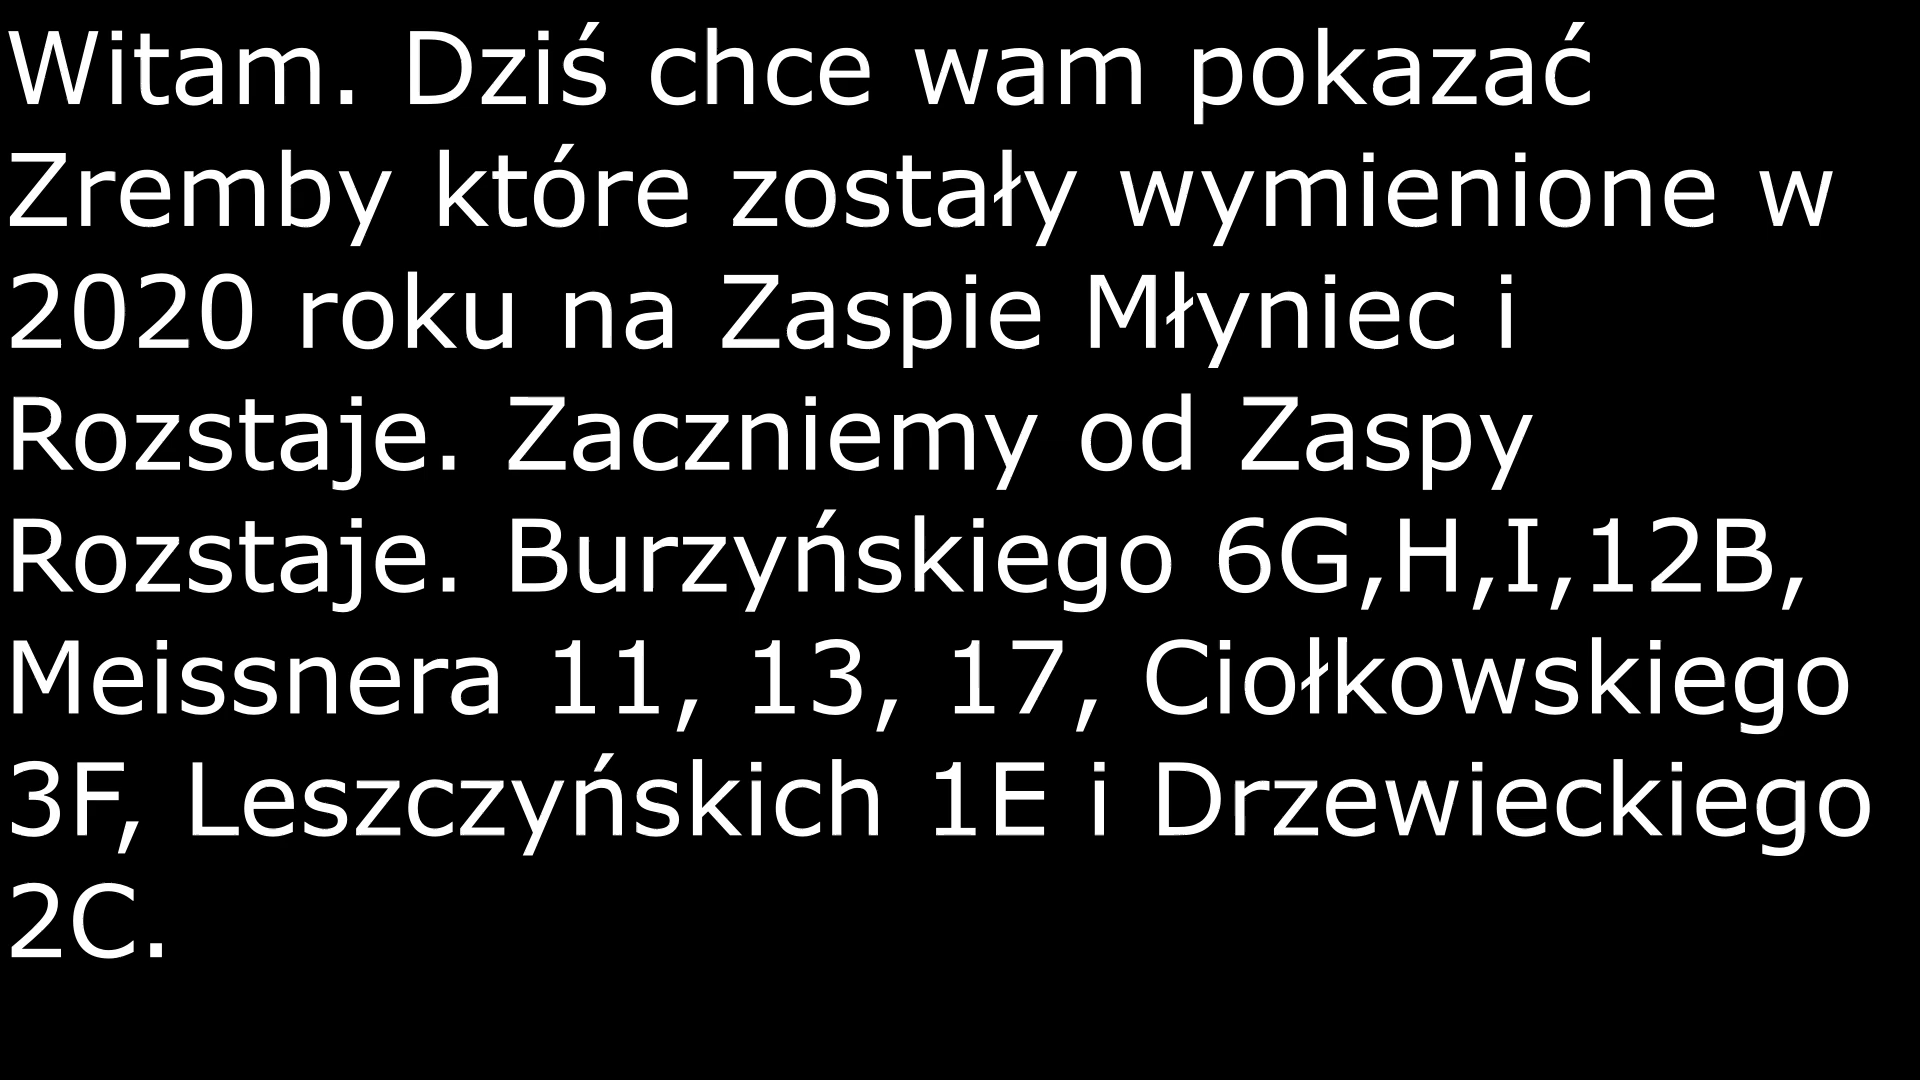 Witam. Dziś chce wam pokazać
Zremby które zostały wymienione w
2020 roku na Zaspie Młyniec i
Rozstaje. Zaczniemy od Zaspy
Rozstaje. Burzyńskiego 6G,H,I,12B,
Meissnera 11, 13, 17, Ciołkowskiego
3F, Leszczyńskich 1E i Drzewieckiego
2C.